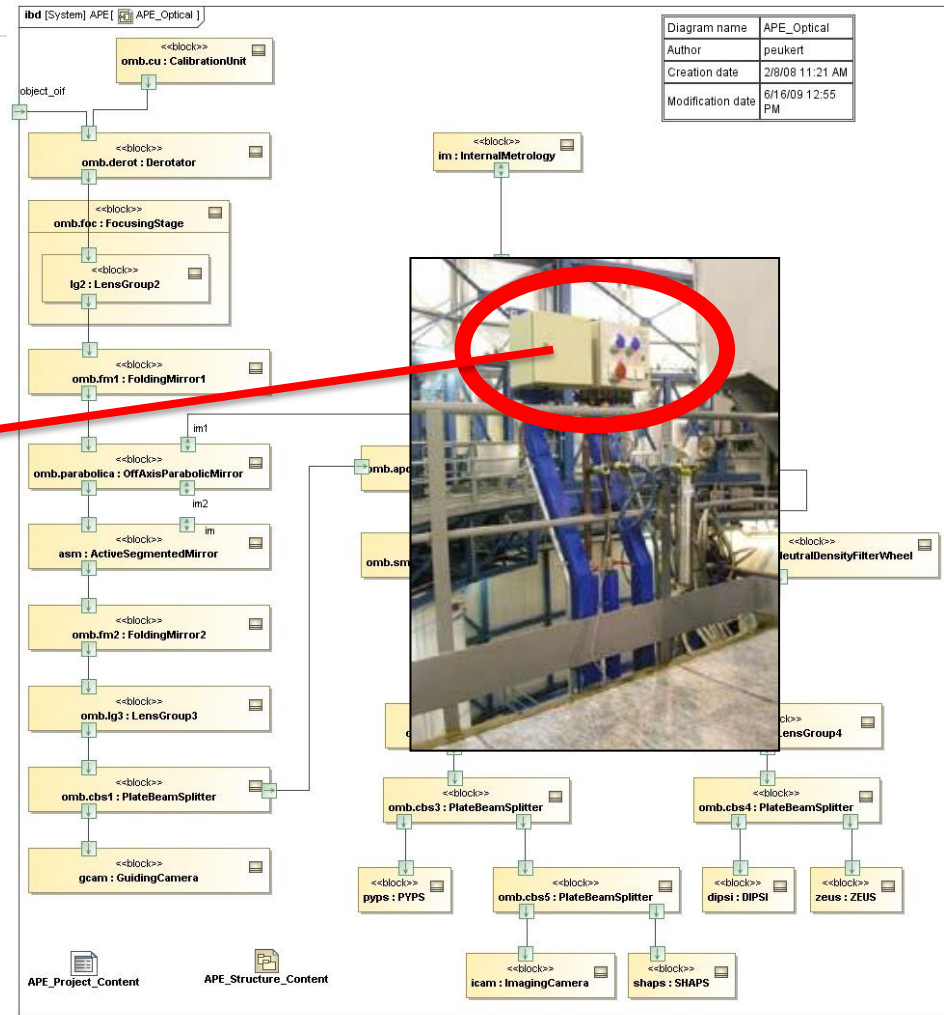 ibd [System] APE[ APE_Optical ]
Diagram name APE_Optical
Author peukert
Creation date 2/8/08 11:21 AM
Modification date 6/16/09 12:55
PM
<<block>>
omb.cu : CalibrationUnit
object_oif
<<block>>
omb.derot : Derotator
<<block>>
im : InternalMetrology
<<block>>
omb.foc : FocusingStage
<<block>>
lg2 : LensGroup2
<<block>>
omb.fm1 : FoldingMirror1
im1
<<block>>
omb.parabolica : OffAxisParabolicMirror
im2
im
<<block>>
asm : ActiveSegmentedMirror
omb.sm
<<block>>
NeutralDensityFilterWheel
<<block>>
omb.fm2 : FoldingMirror2
<<block>>
omb.lg3 : LensGroup3
LensGroup4
<<block>>
omb.cbs1 : PlateBeamSplitter
<<block>>
omb.cbs3 : PlateBeamSplitter
<<block>>
omb.cbs4 : PlateBeamSplitter
<<block>>
gcam : GuidingCamera
<<block>>
pyps : PYPS
<<block>>
omb.cbs5 : PlateBeamSplitter
<<block>>
dipsi : DIPSI
<<block>>
zeus : ZEUS
<<block>>
icam : ImagingCamera
<<block>>
shaps : SHAPS
APE_Project_Content
APE_Structure_Content